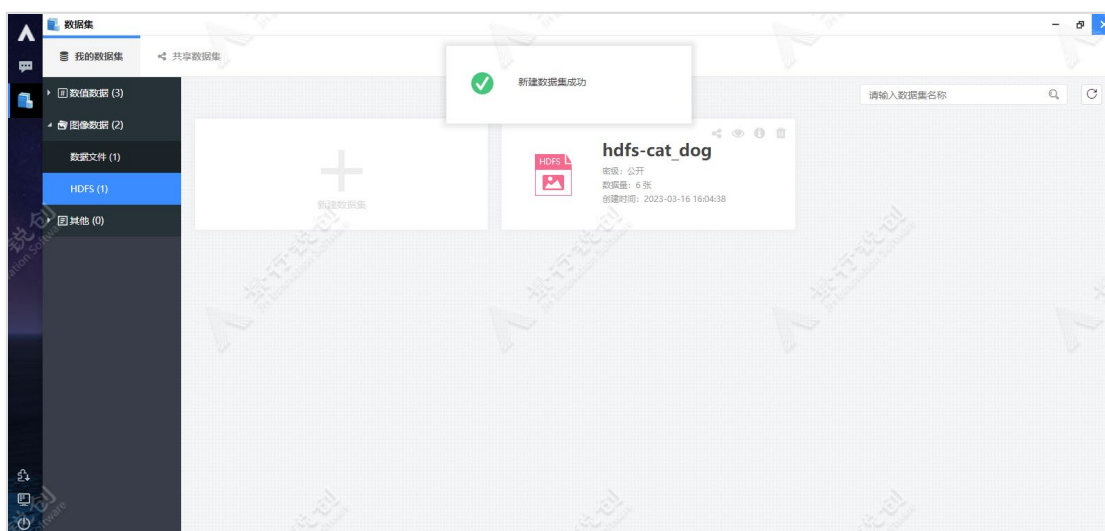 数据集
我的数据集
共享数据集
新建数据集成功
数值数据 (3)
请输入数据集名称
图像数据 (2)
数据文件 (1)
HDFS (1)
其他 (0)
新建数据集
HDFS
hdfs-cat_dog
密级：公开
数据量：6 张
创建时间：2023-03-16 16:04:38